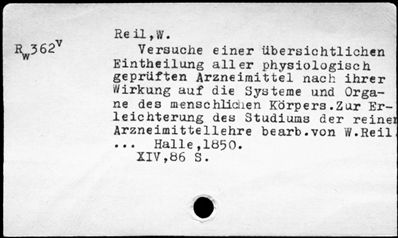 Reil,W.
R_w362^v
Versuche einer übersichtlichen
Eintheilung aller physiologisch
geprüften Arzneimittel nach ihrer
Wirkung auf die Systeme und Orga-
ne des menschlichen Körpers.Zur Er-
leichterung des Studiums der reinen
Arzneimittellehre bearb.von W.Reil.
... Halle,1850.
XIV,86 S.